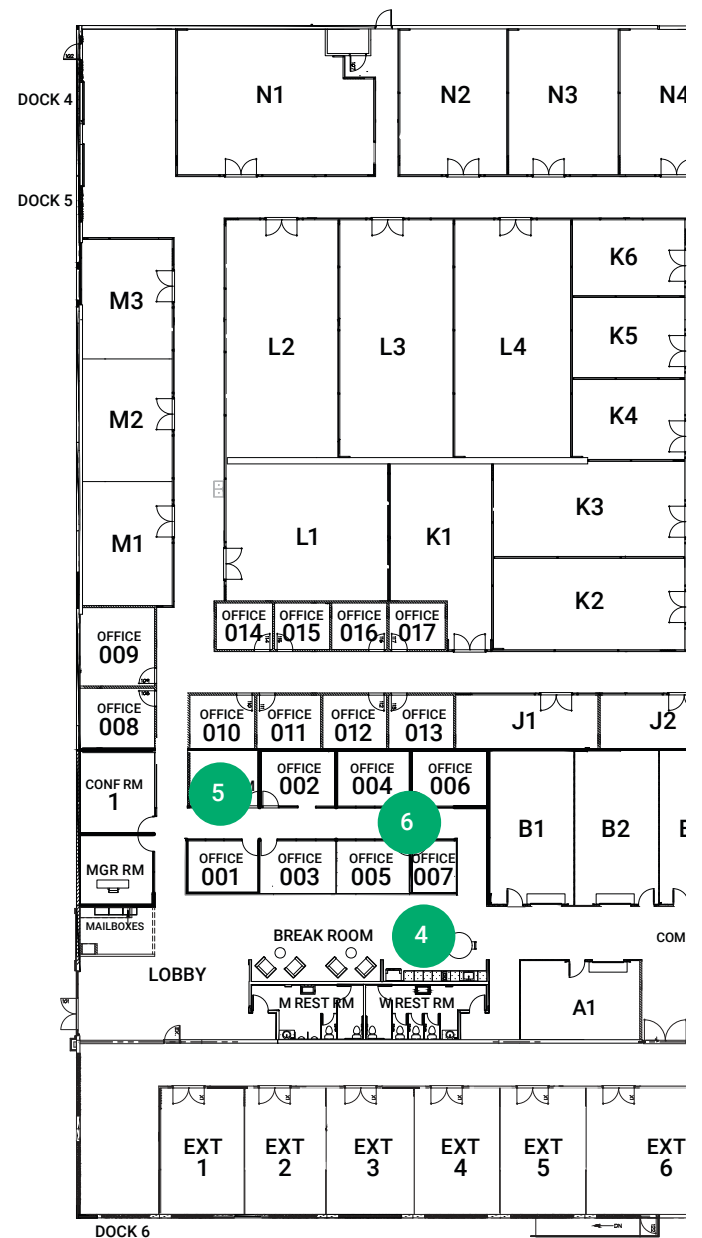 DOCK 4
N1
N2
N3
N4
DOCK 5
M3
K6
L2
L3
L4
K5
M2
K4
M1
L1
K1
K3
K2
OFFICE
014
OFFICE
015
OFFICE
016
OFFICE
017
OFFICE
009
OFFICE
008
OFFICE
010
OFFICE
011
OFFICE
012
OFFICE
013
J1
J2
CONF RM
1
5
OFFICE
002
OFFICE
004
OFFICE
006
6
B1
B2
MGR RM
OFFICE
001
OFFICE
003
OFFICE
005
OFFICE
007
MAILBOXES
BREAK ROOM
4
COM
LOBBY
M REST RM
W REST RM
A1
EXT
1
EXT
2
EXT
3
EXT
4
EXT
5
EXT
6
DOCK 6
DN